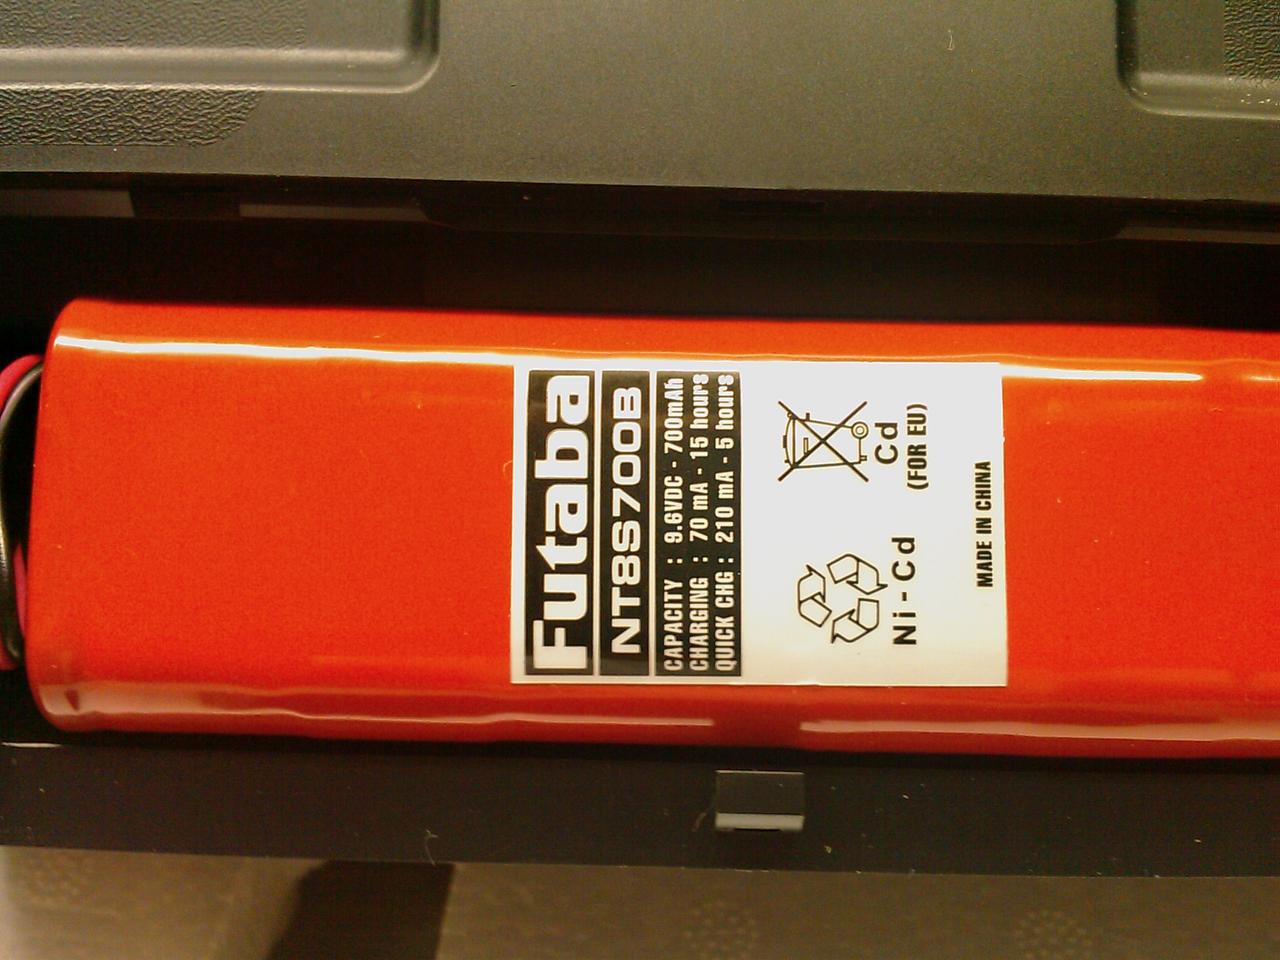 Futaba
NT8S700B
CAPACITY : 9.6VDC - 700mAh
CHARGING : 70 mA - 15 hours
QUICK CHG : 210 mA - 5 hours
Cd
(FOR EU)
Ni-Cd
MADE IN CHINA